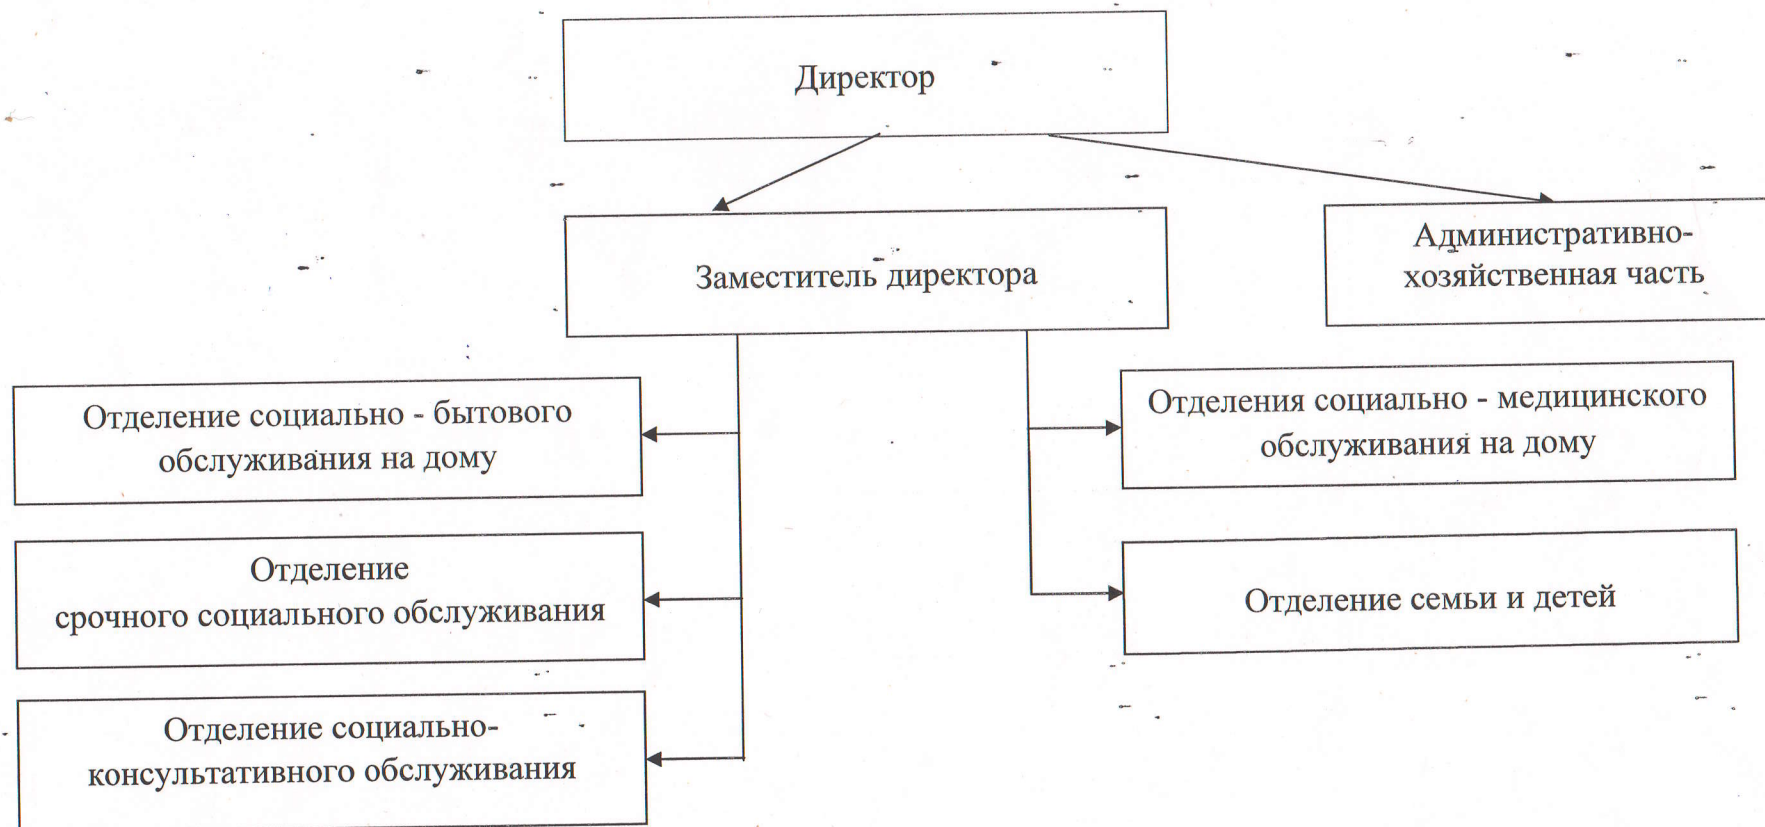 Директор
Заместитель директора
Административно-
хозяйственная часть
Отделение социально - бытового
обслуживания на дому
Отделения социально - медицинского
обслуживания на дому
Отделение
срочного социального обслуживания
Отделение семьи и детей
Отделение социально-
консультативного обслуживания